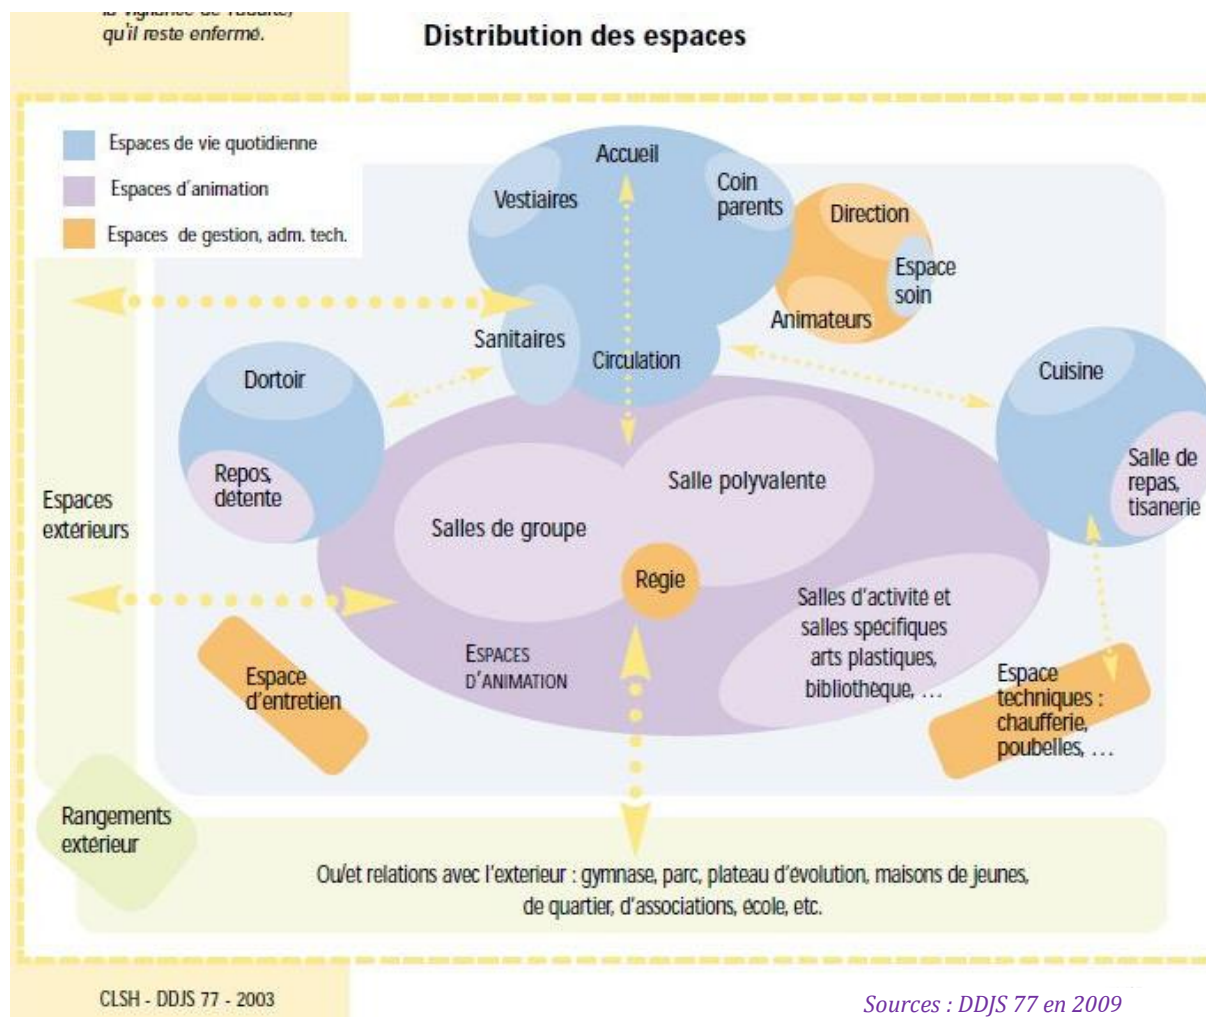 qu'il reste enfermé.
Distribution des espaces
Espaces de vie quotidienne
Espaces d'animation
Espaces de gestion, adm. tech.
Accueil
Vestiaires
Coin
parents
Direction
Espace
soin
Animateurs
Sanitaires
Circulation
Dortoir
Repos,
détente
Cuisine
Salle de
repas,
tisanerie
Espaces
extérieurs
Salle polyvalente
Salles de groupe
Régie
Salles d'activité et
salles spécifiques
arts plastiques,
bibliothèque, ...
ESPACES
D'ANIMATION
Espace
d'entretien
Espace
techniques :
chaufferie,
poubelles, ...
Rangements
extérieur
Ou/et relations avec l'exterieur : gymnase, parc, plateau d'évolution, maisons de jeunes,
de quartier, d'associations, école, etc.
CLSH - DDJS 77 - 2003
Sources : DDJS 77 en 2009